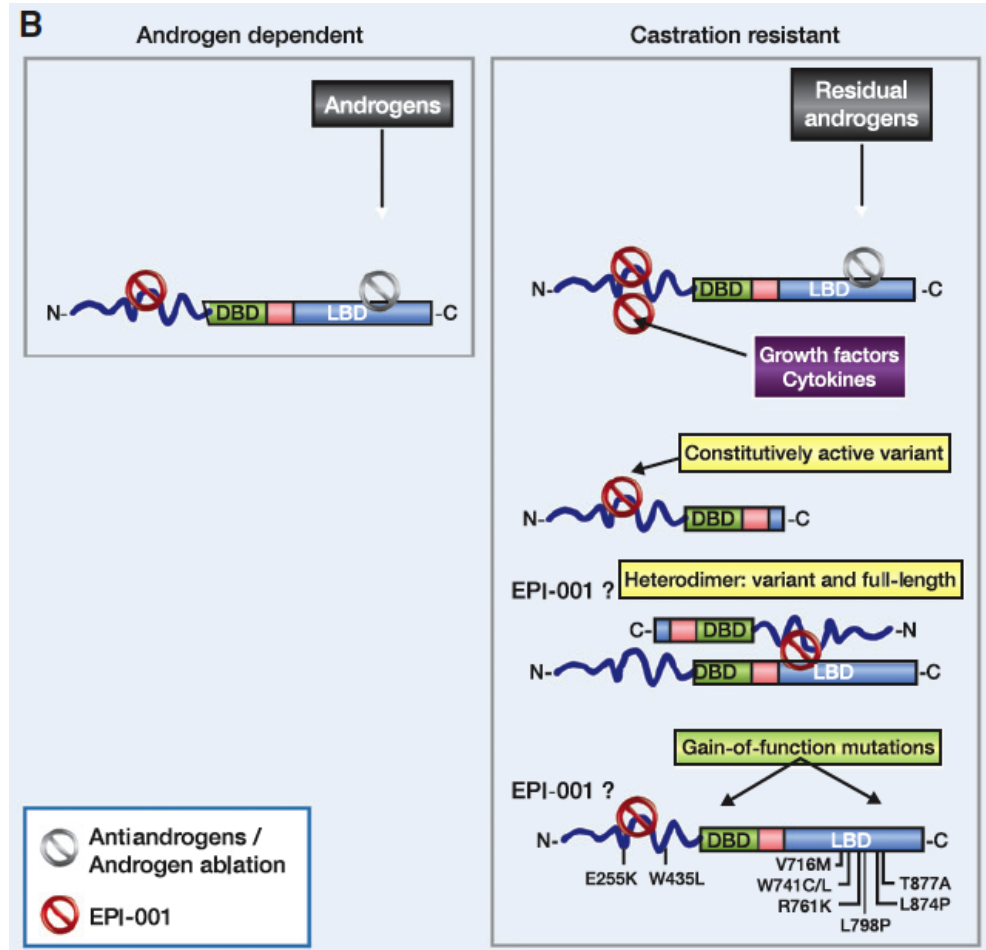 B
Androgen dependent
Androgens
N-
DBD
LBD
-C
Castration resistant
Residual
androgens
N-
DBD
LBD
-C
Growth factors
Cytokines
Constitutively active variant
N-
DBD
-C
EPI-001 ?
Heterodimer: variant and full-length
C-
DBD
-N
N-
DBD
LBD
-C
Gain-of-function mutations
EPI-001 ?
N-
DBD
LBD
-C
E255K
W435L
V716M
W741C/L
R761K
L798P
T877A
L874P
Antiandrogens /
Androgen ablation
EPI-001